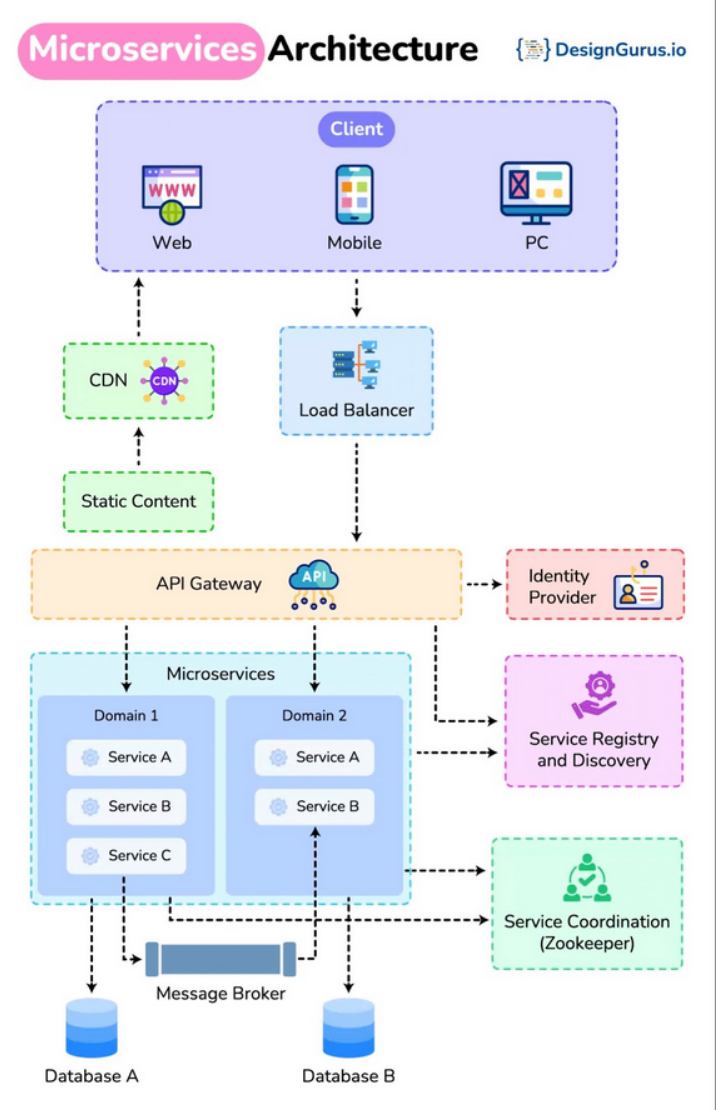 Microservices Architecture
DesignGurus.io
Client
WWW
Web
Mobile
PC
CDN
CDN
Load Balancer
Static Content
API Gateway
API
Identity
Provider
Microservices
Domain 1
Service A
Service B
Service C
Domain 2
Service A
Service B
Service Registry
and Discovery
Service Coordination
(Zookeeper)
Message Broker
Database A
Database B